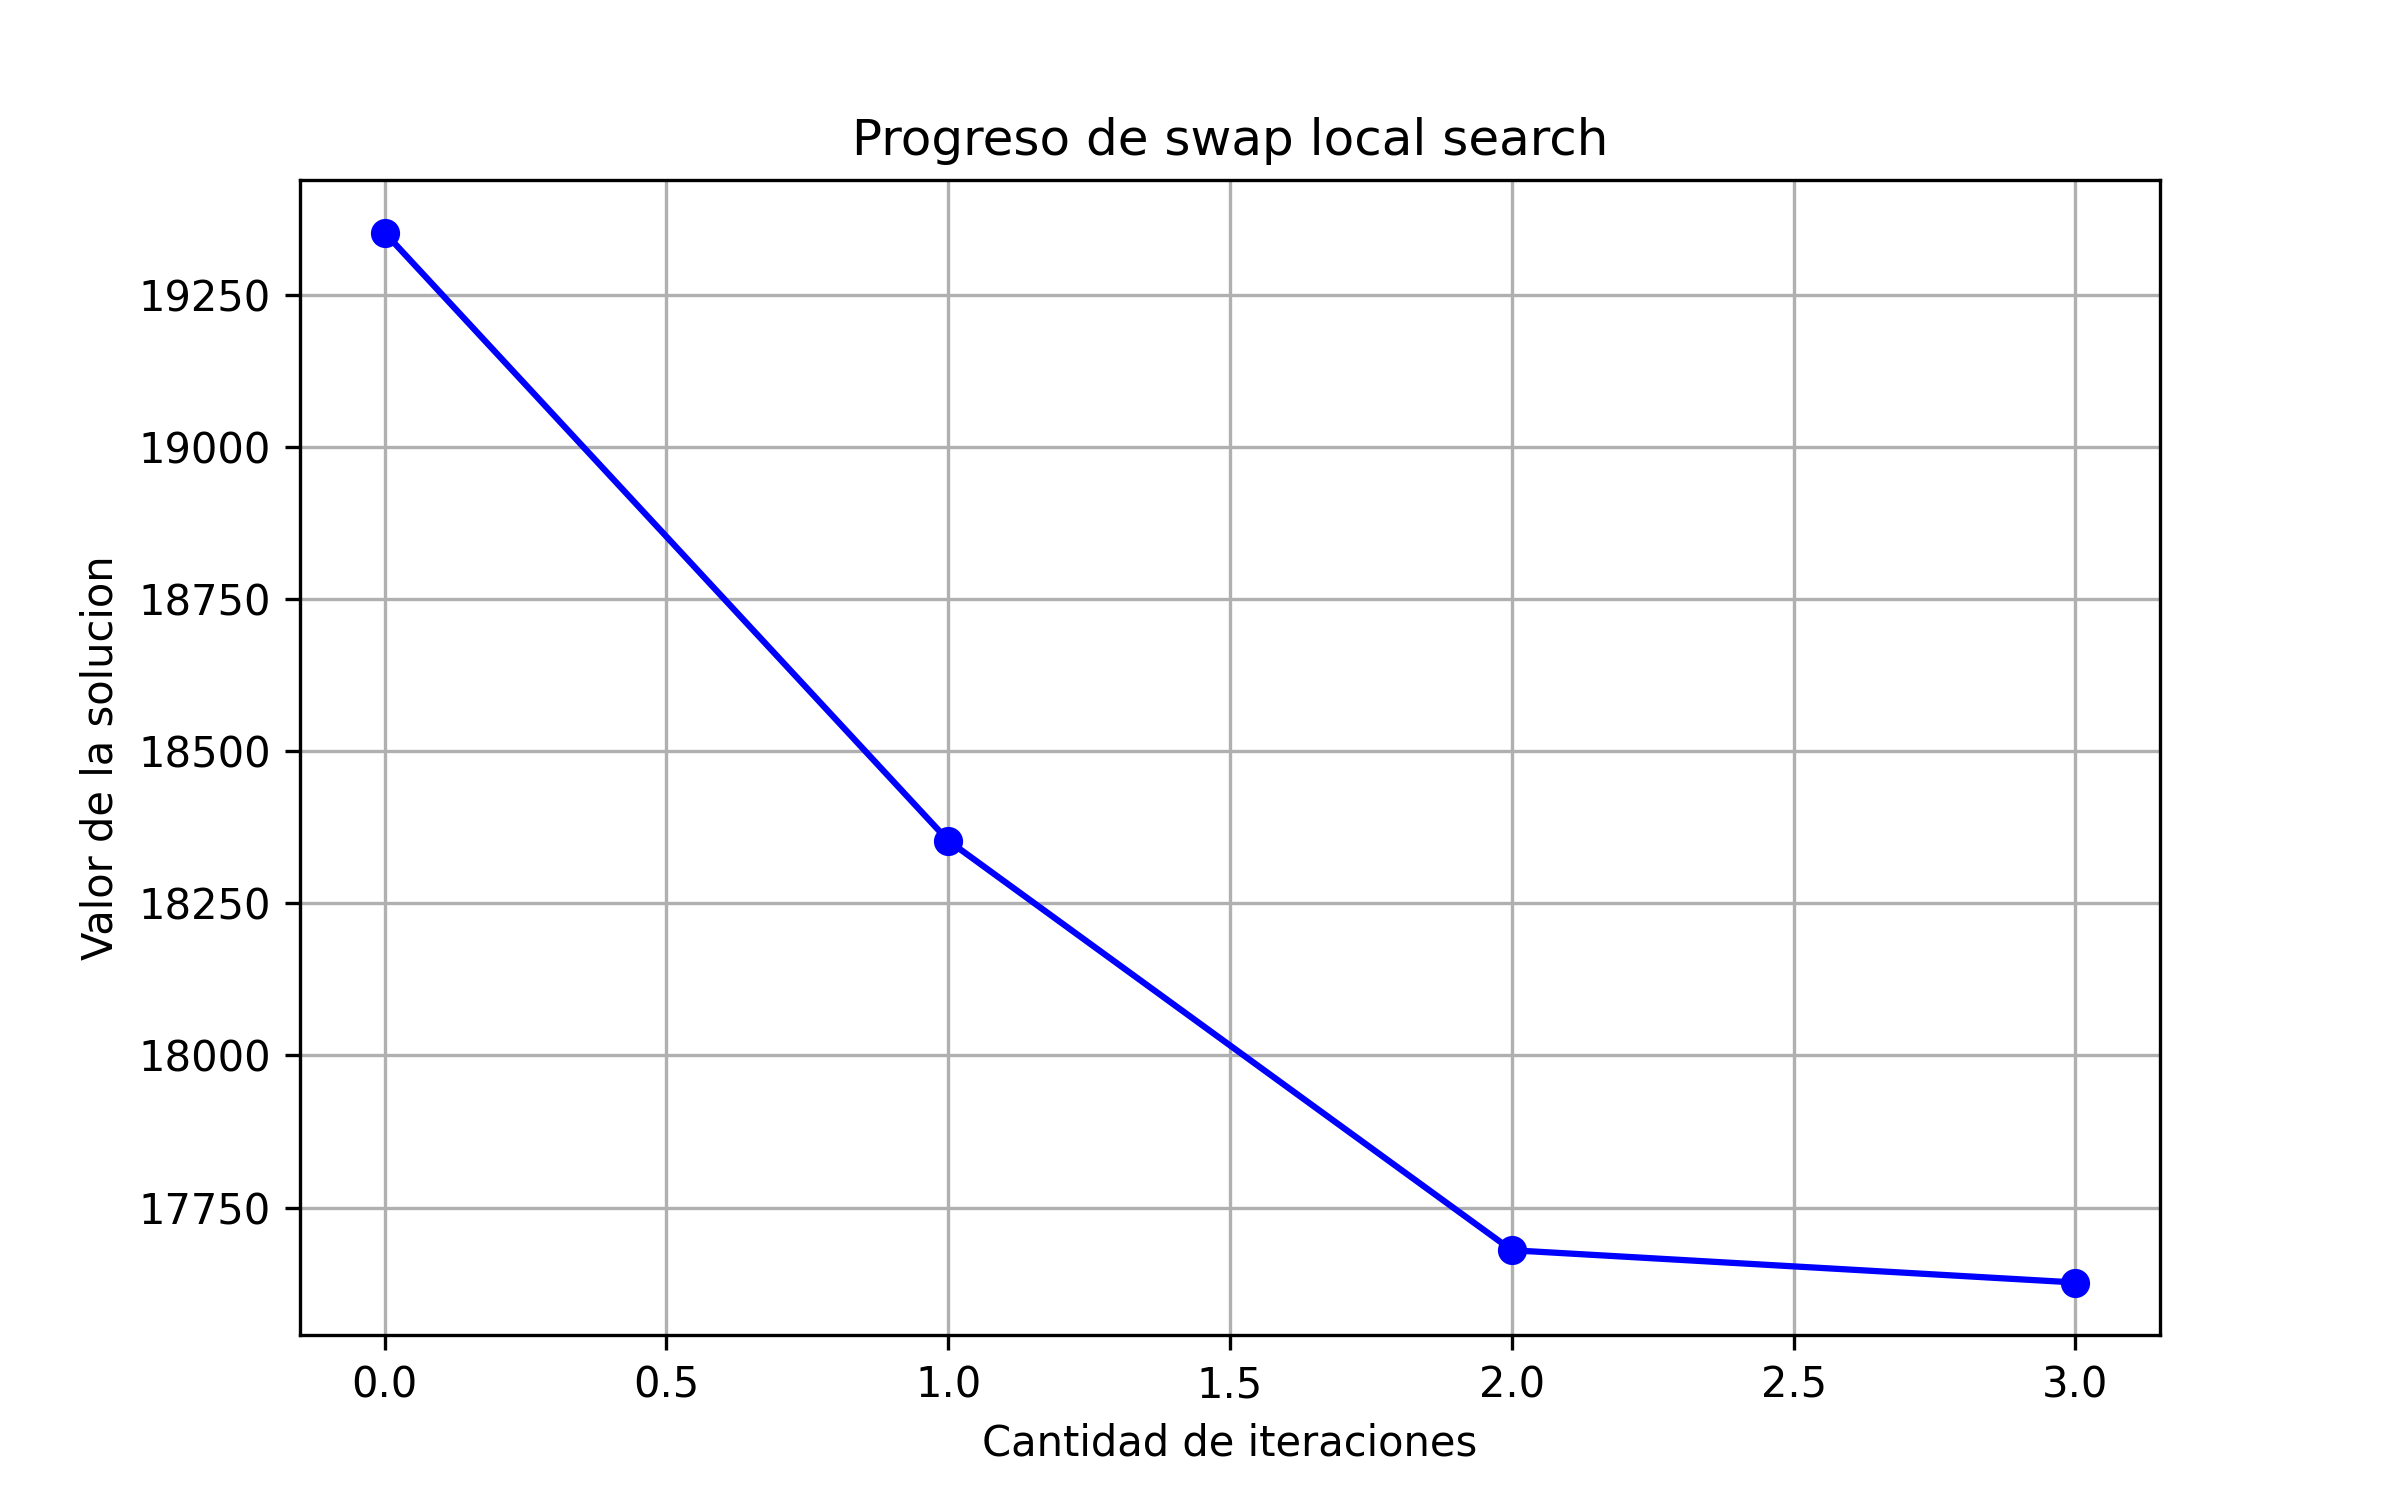 Progreso de swap local search
Valor de la solucion
19250
19000
18750
18500
18250
18000
17750
0.0 0.5 1.0 1.5 2.0 2.5 3.0
Cantidad de iteraciones